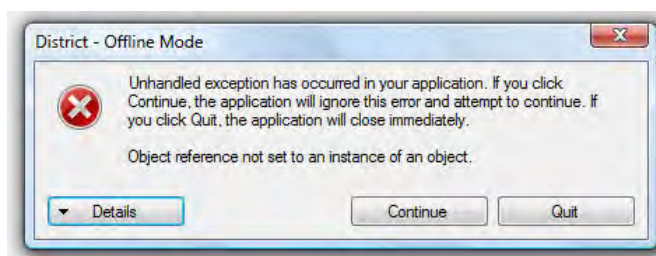 District - Offline Mode
Unhandled exception has occurred in your application. If you click
Continue, the application will ignore this error and attempt to continue. If
you click Quit, the application will close immediately.
Object reference not set to an instance of an object.
Details
Continue
Quit